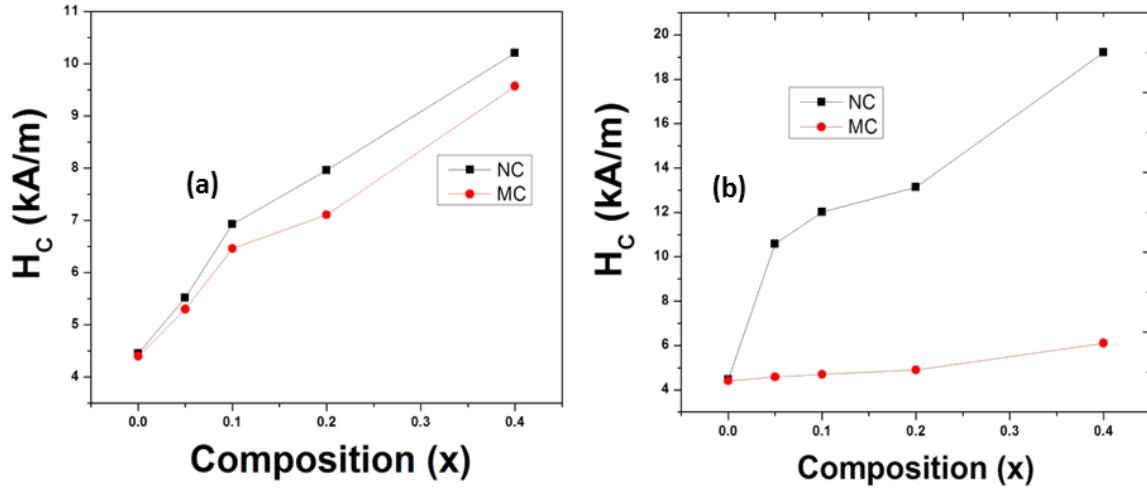 11
10
9
8
7
6
5
4
H_C (kA/m)
(a)
NC
MC
0.0 0.1 0.2 0.3 0.4
Composition (x)
20
18
16
14
12
10
8
6
4
H_C (kA/m)
(b)
NC
MC
0.0 0.1 0.2 0.3 0.4
Composition (x)